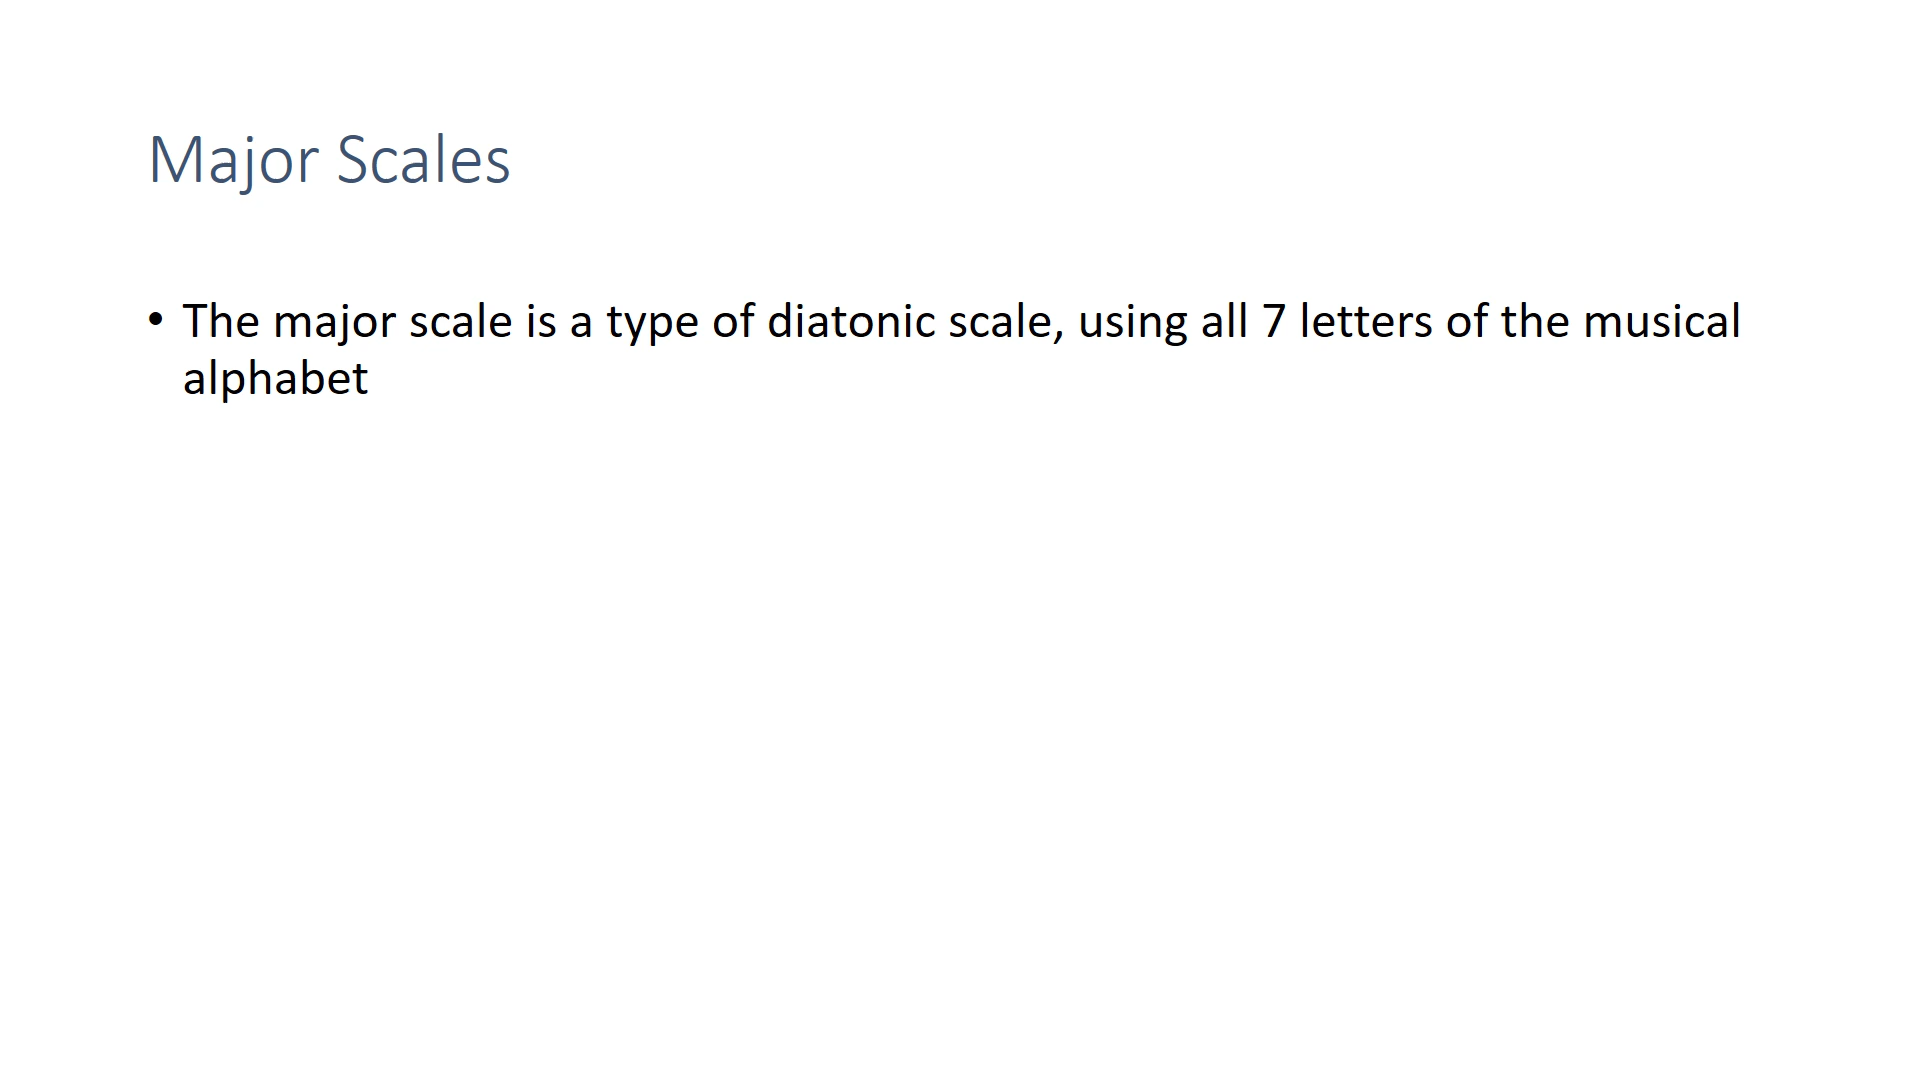 Major Scales
• The major scale is a type of diatonic scale, using all 7 letters of the musical
alphabet